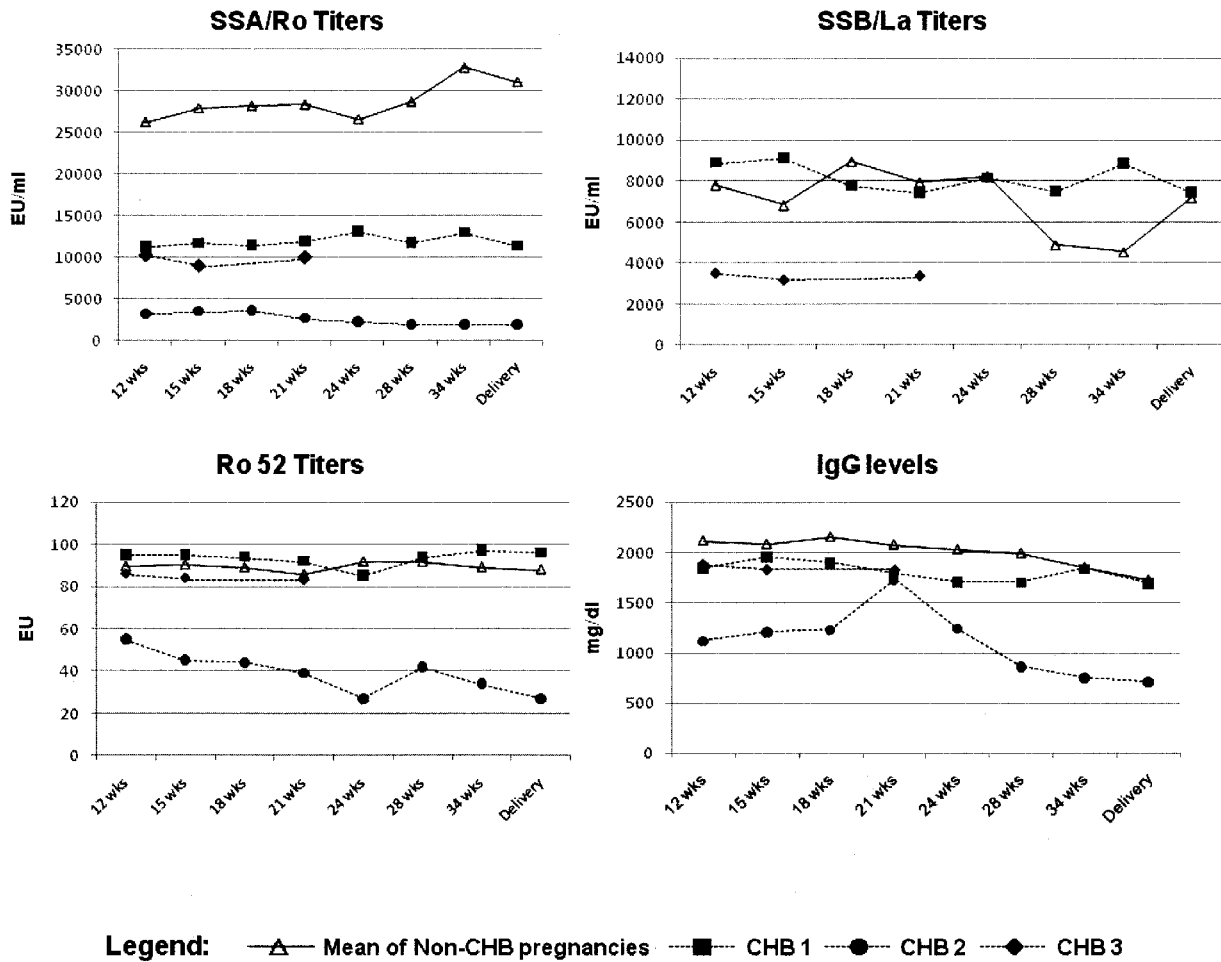 SSA/Ro Titers
35000
30000
25000
20000
15000
10000
5000
0
EU/ml
12 wks
15 wks
18 wks
21 wks
24 wks
28 wks
34 wks
Delivery
SSB/La Titers
14000
12000
10000
8000
6000
4000
2000
0
EU/ml
12 wks
15 wks
18 wks
21 wks
24 wks
28 wks
34 wks
Delivery
Ro 52 Titers
120
100
80
60
40
20
0
EU
12 wks
15 wks
18 wks
21 wks
24 wks
28 wks
34 wks
Delivery
IgG levels
2500
2000
1500
1000
500
0
mg/dl
12 wks
15 wks
18 wks
21 wks
24 wks
28 wks
34 wks
Delivery
Legend: Mean of Non-CHB pregnancies CHB 1 CHB 2 CHB 3